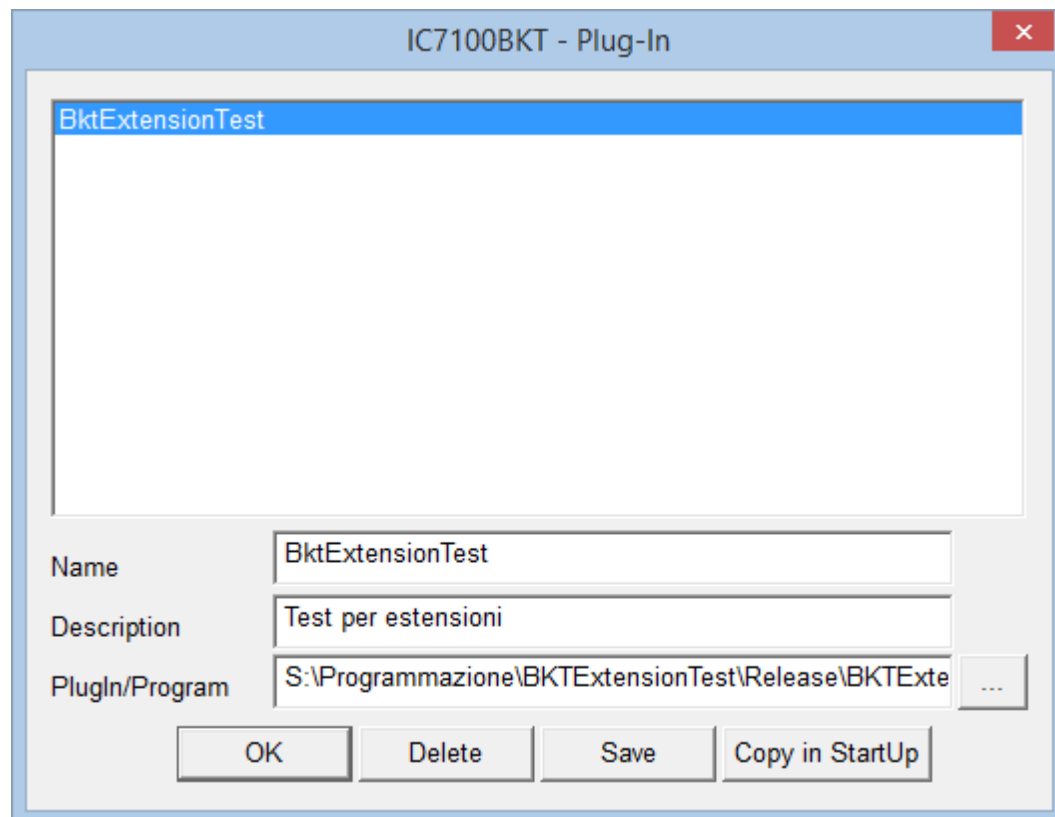 IC7100BKT - Plug-In
BktExtensionTest
Name
BktExtensionTest
Description
Test per estensioni
PlugIn/Program
S:\Programmazione\BKTExtensionTest\Release\BKTExte
...
OK
Delete
Save
Copy in StartUp